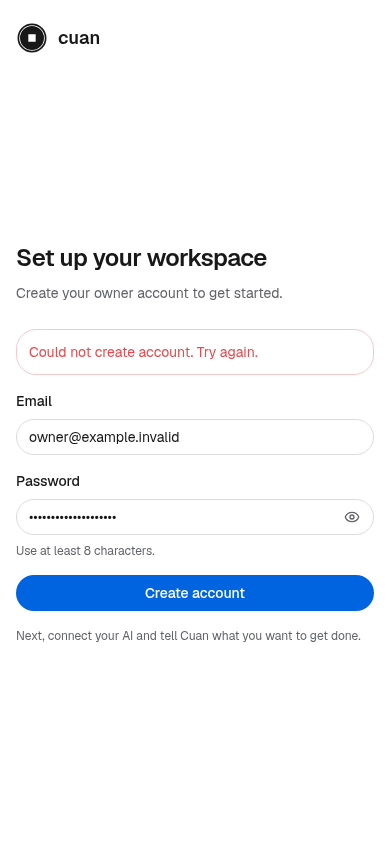 cuan
Set up your workspace
Create your owner account to get started.
Could not create account. Try again.
Email
owner@example.invalid
Password
••••••••••••••••••••
Use at least 8 characters.
Create account
Next, connect your AI and tell Cuan what you want to get done.